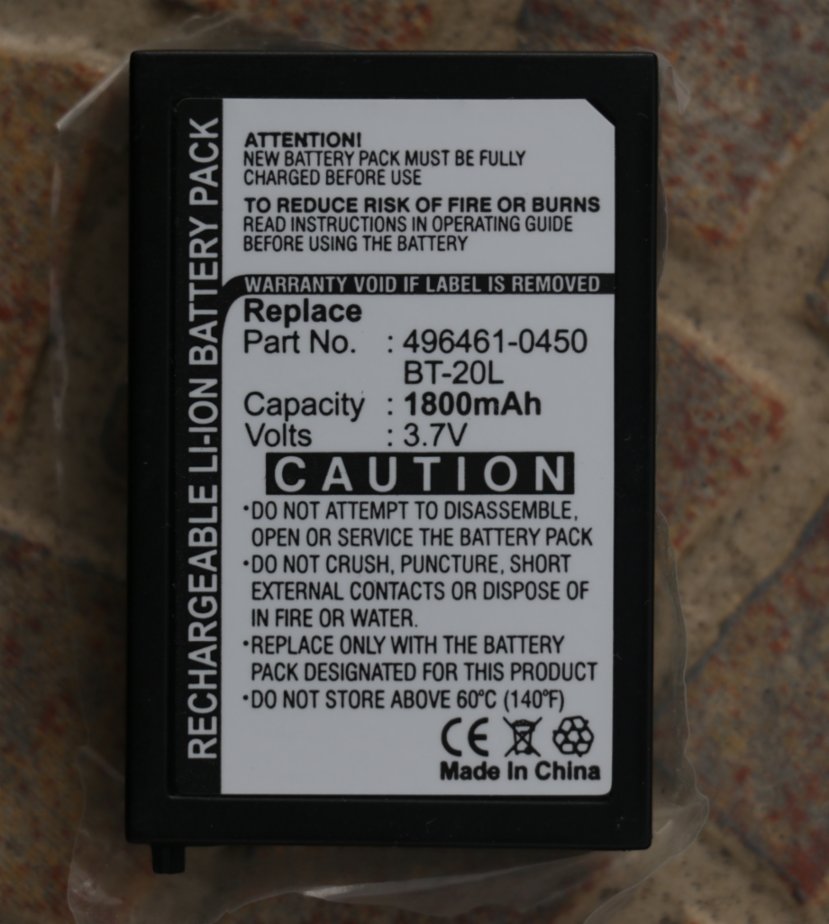 RECHARGEABLE LI-ION BATTERY PACK
ATTENTION!
NEW BATTERY PACK MUST BE FULLY
CHARGED BEFORE USE
TO REDUCE RISK OF FIRE OR BURNS
READ INSTRUCTIONS IN OPERATING GUIDE
BEFORE USING THE BATTERY
WARRANTY VOID IF LABEL IS REMOVED
Replace
Part No. : 496461-0450
BT-20L
Capacity : 1800mAh
Volts : 3.7V
CAUTION
•DO NOT ATTEMPT TO DISASSEMBLE,
OPEN OR SERVICE THE BATTERY PACK
•DO NOT CRUSH, PUNCTURE, SHORT
EXTERNAL CONTACTS OR DISPOSE OF
IN FIRE OR WATER.
•REPLACE ONLY WITH THE BATTERY
PACK DESIGNATED FOR THIS PRODUCT
•DO NOT STORE ABOVE 60°C (140°F)
CE
Made In China